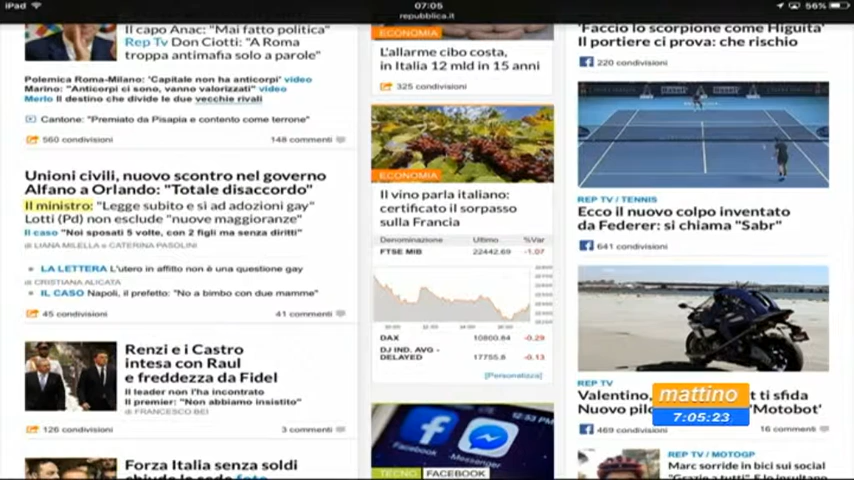 iPad
07:05
56%
repubblica.it
Il capo Anac: "Mai fatto politica"
Rep Tv Don Ciotti: "A Roma
troppa antimafia solo a parole"
Polemica Roma-Milano: 'Capitale non ha anticorpi' video
Marino: "Anticorpi ci sono, vanno valorizzati" video
Merlo Il destino che divide le due vecchie rivali
Cantone: "Premiato da Pisapia e contento come terrone"
560 condivisioni
148 commenti
Unioni civili, nuovo scontro nel governo
Alfano a Orlando: "Totale disaccordo"
Il ministro: "Legge subito e sì ad adozioni gay"
Lotti (Pd) non esclude "nuove maggioranze"
Il caso "Noi sposati 5 volte, con 2 figli ma senza diritti"
di LIANA MILELLA e CATERINA PASOLINI
LA LETTERA L'utero in affitto non è una questione gay
di CRISTIANA ALICATA
IL CASO Napoli, il prefetto: "No a bimbo con due mamme"
45 condivisioni
41 commenti
Renzi e i Castro
intesa con Raul
e freddezza da Fidel
Il leader non l'ha incontrato
Il premier: "Non abbiamo insistito"
di FRANCESCO BEI
126 condivisioni
3 commenti
Forza Italia senza soldi
ECONOMIA
L'allarme cibo costa,
in Italia 12 mld in 15 anni
325 condivisioni
ECONOMIA
Il vino parla italiano:
certificato il sorpasso
sulla Francia
Denominazione Ultimo %Var
FTSE MIB 22442.69 -1.07
DAX 10800.84 -0.29
DJ IND. AVG - DELAYED 17755.8 -0.13
[Personalizza]
12:33 PM
Facebook
Messenger
TECNO FACEBOOK
'Faccio lo scorpione come Higuita'
Il portiere ci prova: che rischio
220 condivisioni
REP TV / TENNIS
Ecco il nuovo colpo inventato
da Federer: si chiama "Sabr"
641 condivisioni
REP TV
Valentino, t ti sfida
Nuovo pilo 'Motobot'
469 condivisioni
16 commenti
mattino
7:05:23
REP TV / MOTOGP
Marc sorride in bici sui social
"Grazie a tutti" E lo insultano